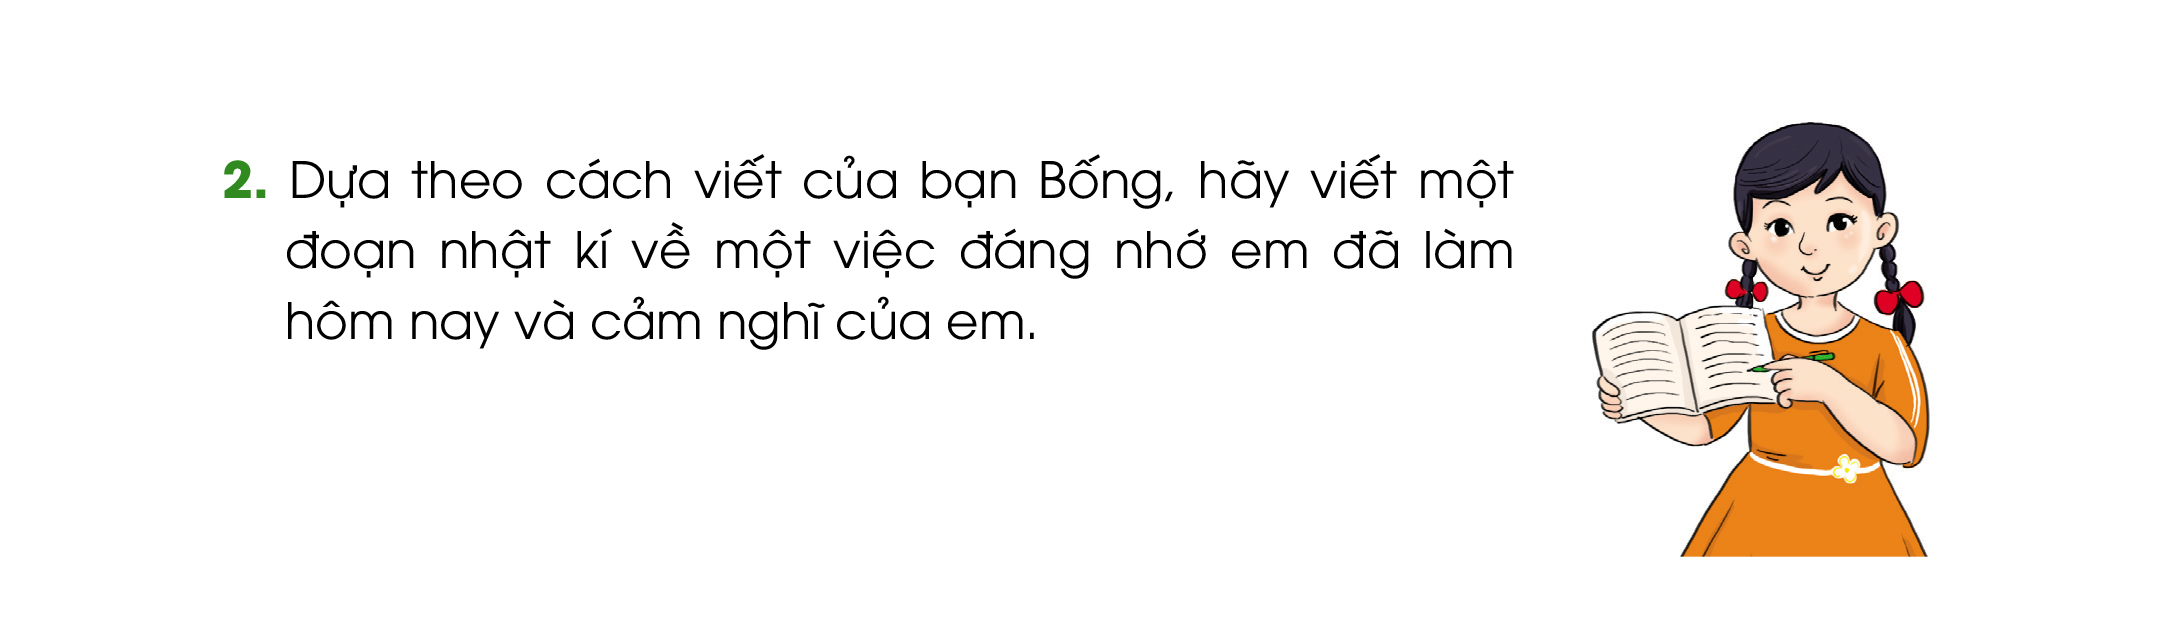 2. Dựa theo cách viết của bạn Bống, hãy viết một
đoạn nhật kí về một việc đáng nhớ em đã làm
hôm nay và cảm nghĩ của em.